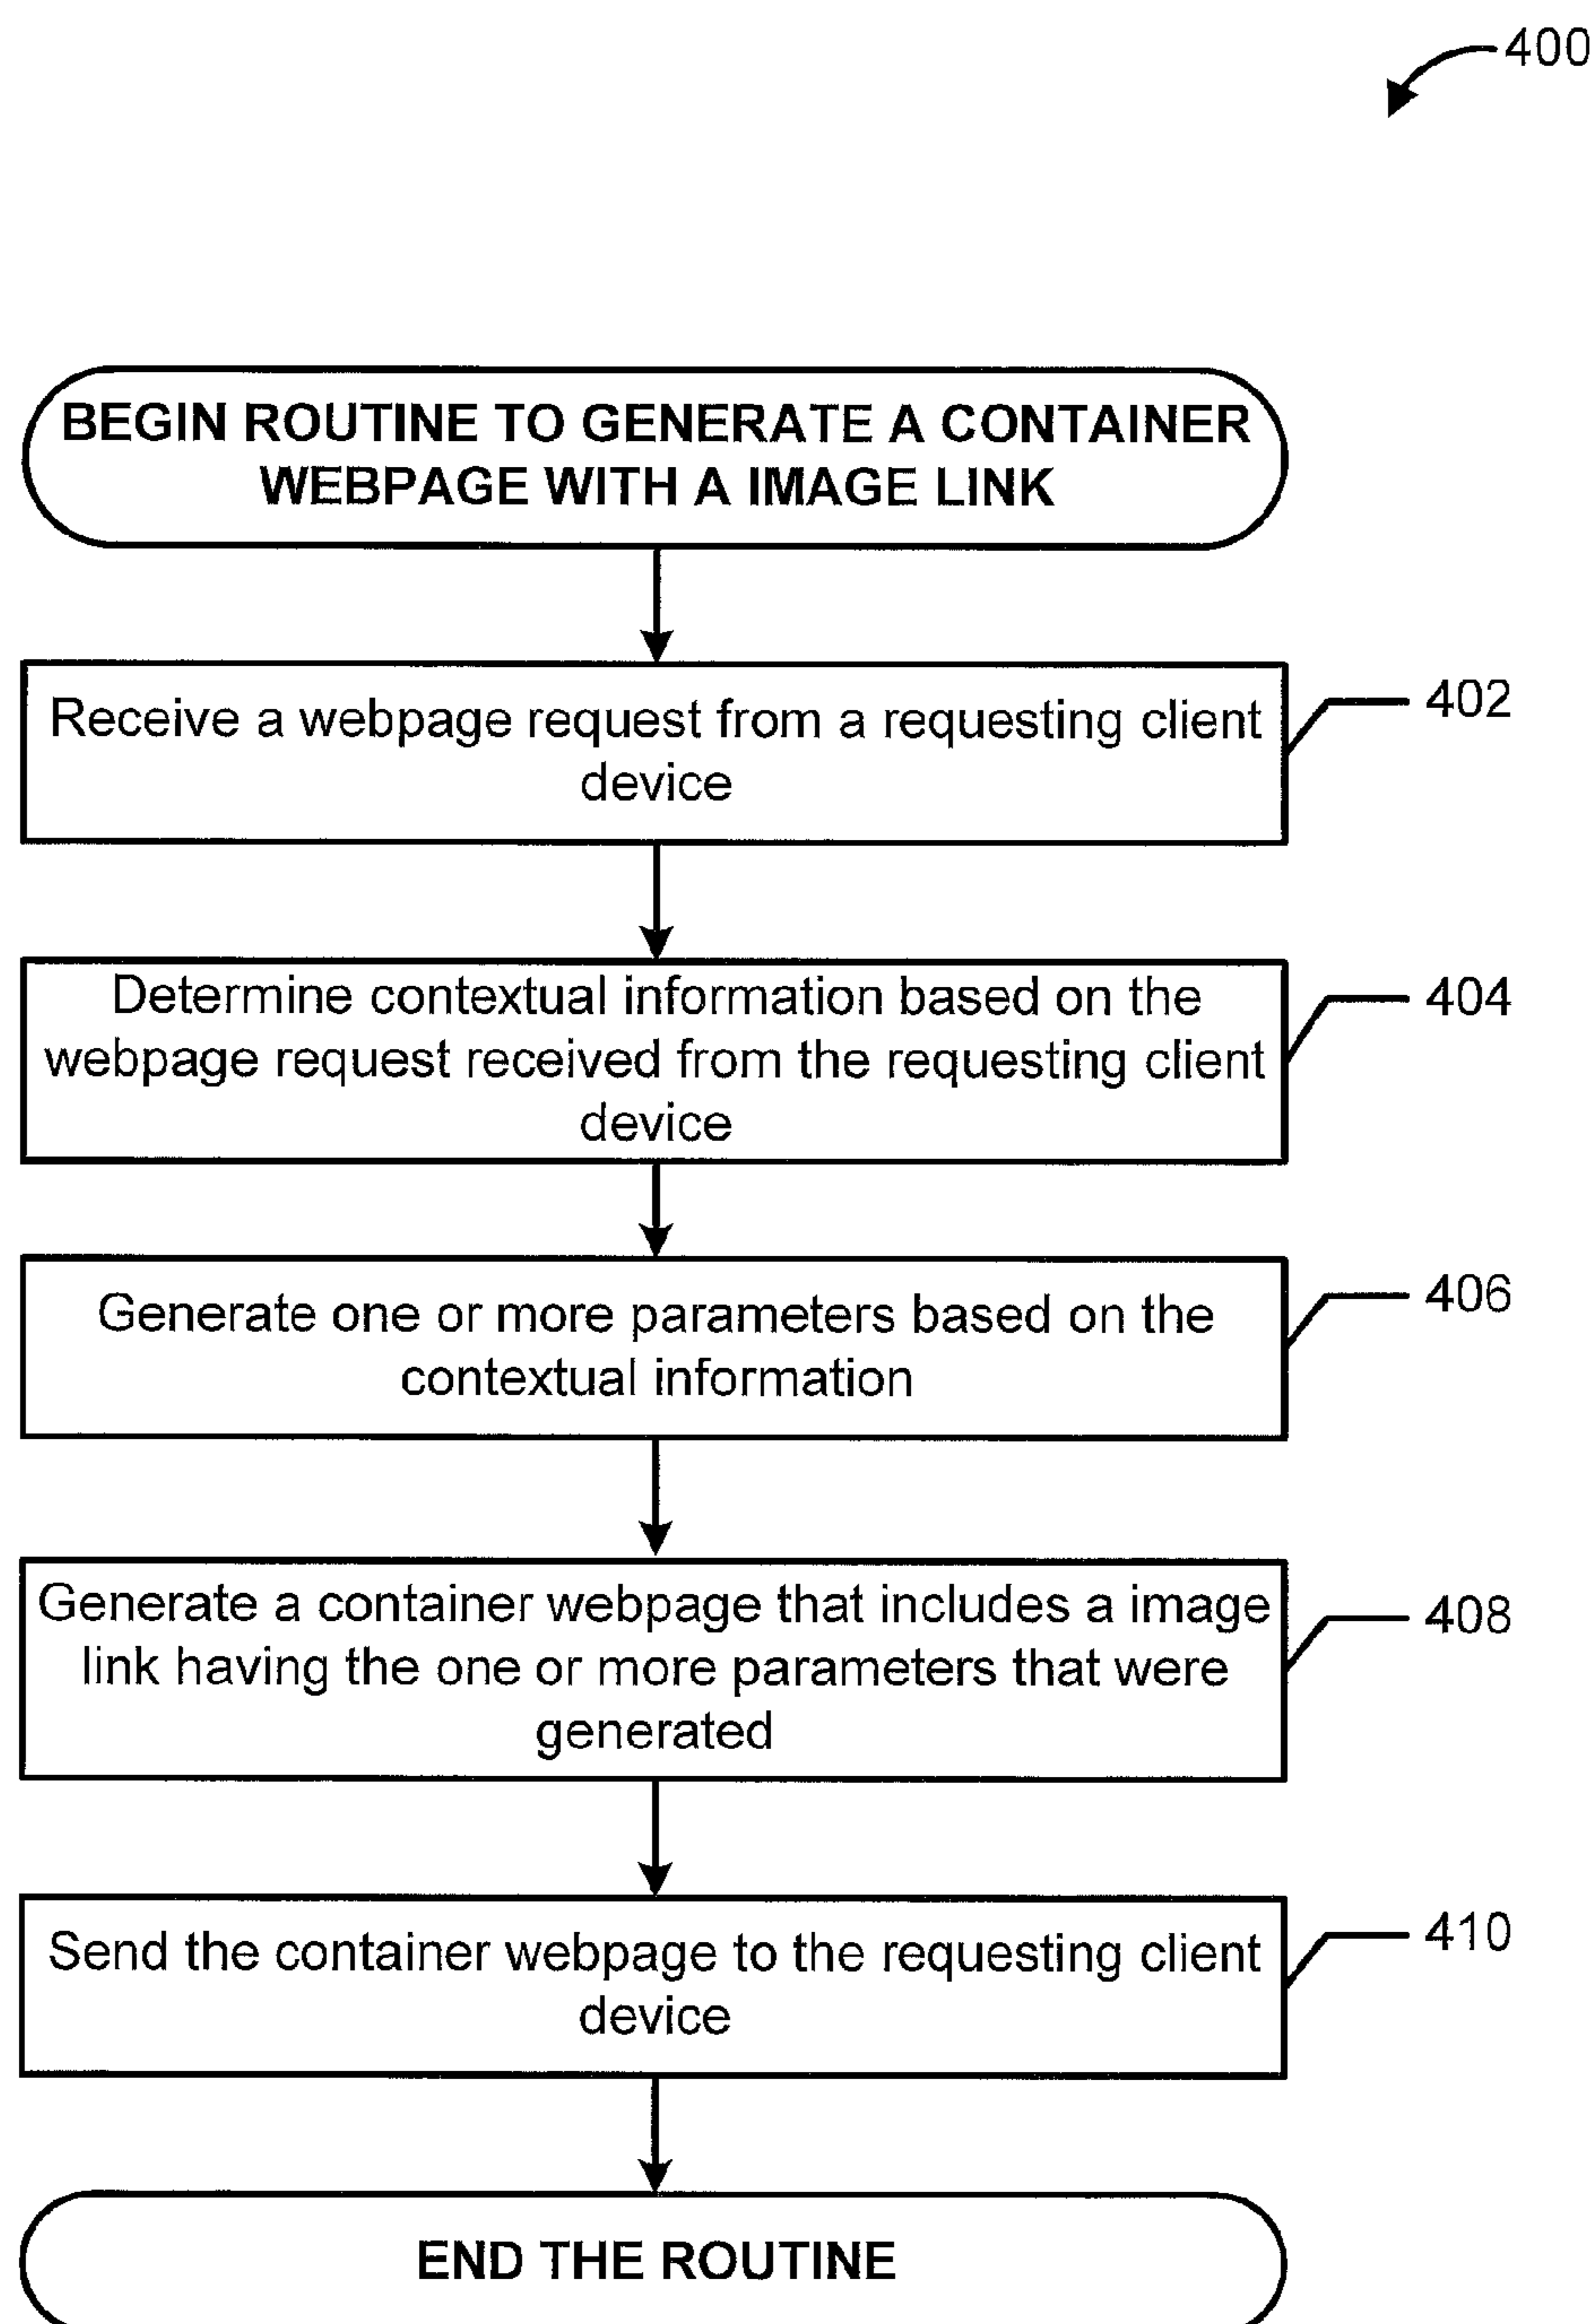 400
BEGIN ROUTINE TO GENERATE A CONTAINER
WEBPAGE WITH A IMAGE LINK
Receive a webpage request from a requesting client
device
402
Determine contextual information based on the
webpage request received from the requesting client
device
404
Generate one or more parameters based on the
contextual information
406
Generate a container webpage that includes a image
link having the one or more parameters that were
generated
408
Send the container webpage to the requesting client
device
410
END THE ROUTINE